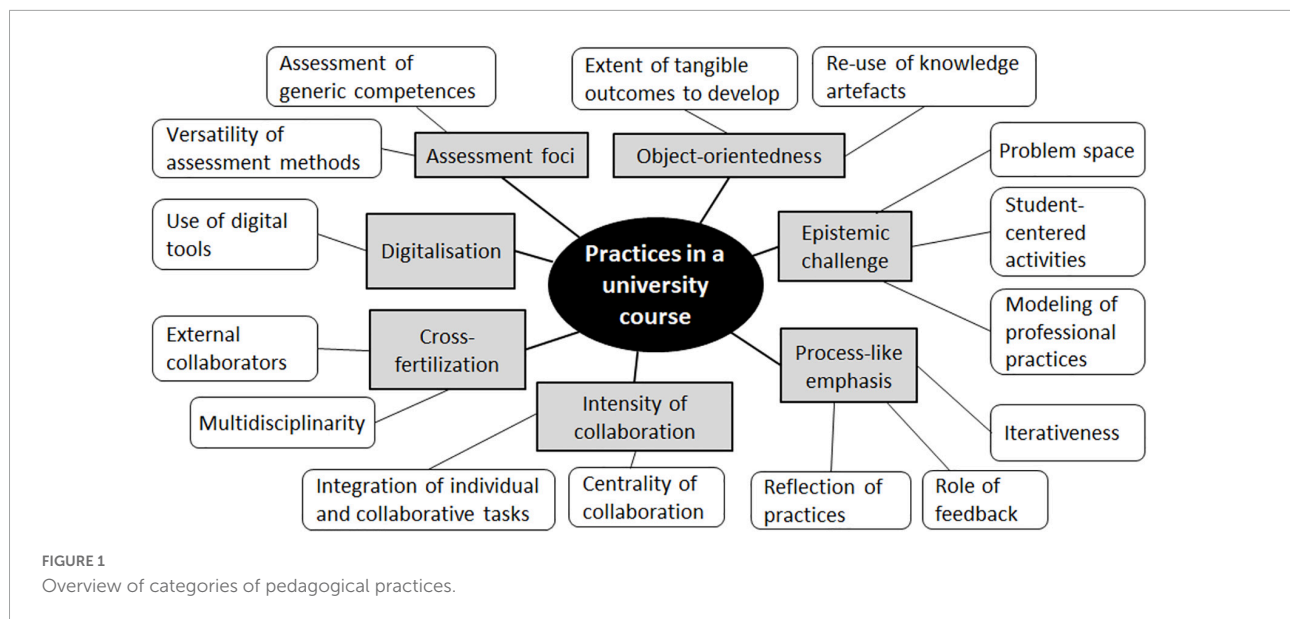 Assessment of
generic competences
Extent of tangible
outcomes to develop
Re-use of knowledge
artefacts
Versatility of
assessment methods
Assessment foci
Object-orientedness
Problem space
Use of digital
tools
Digitalisation
Practices in a
university
course
Epistemic
challenge
Student-
centered
activities
External
collaborators
Cross-
fertilization
Process-like
emphasis
Modeling of
professional
practices
Multidisciplinarity
Intensity of
collaboration
Iterativeness
Integration of individual
and collaborative tasks
Centrality of
collaboration
Reflection of
practices
Role of
feedback
FIGURE 1
Overview of categories of pedagogical practices.